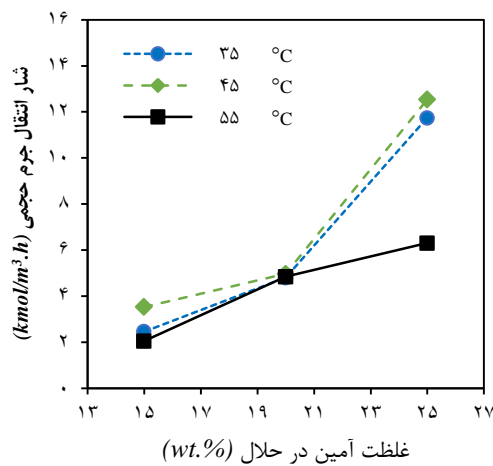 ۱۶
۱۴
۱۲
۱۰
۸
۶
۴
۲
۰
شار انتقال جرم حجمی (kmol/m³.h)
۳۵ °C
۴۵ °C
۵۵ °C
۱۳ ۱۵ ۱۷ ۱۹ ۲۱ ۲۳ ۲۵ ۲۷
غلظت آمین در حلال (wt.%)